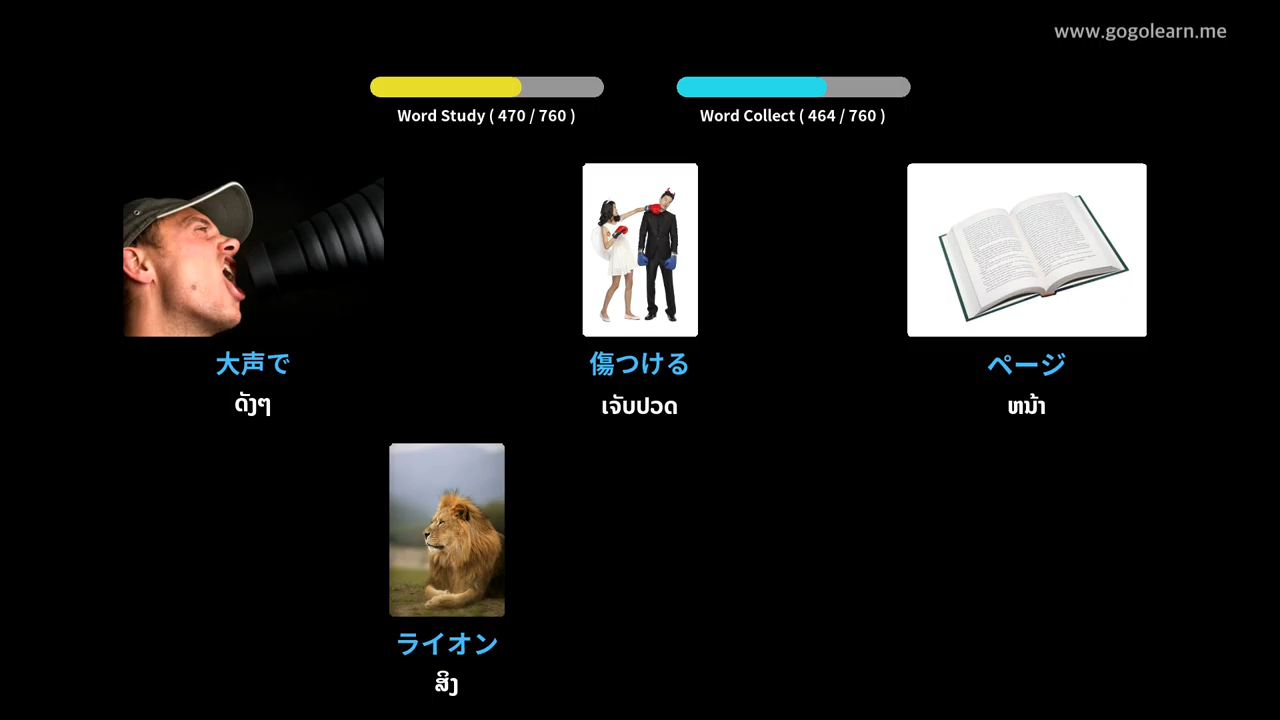 www.gogolearn.me
Word Study ( 470 / 760 )
Word Collect ( 464 / 760 )
大声で
傷つける
ページ
ດັງໆ
ເຈັບປວດ
ຫນ້າ
ライオン
ສິງ